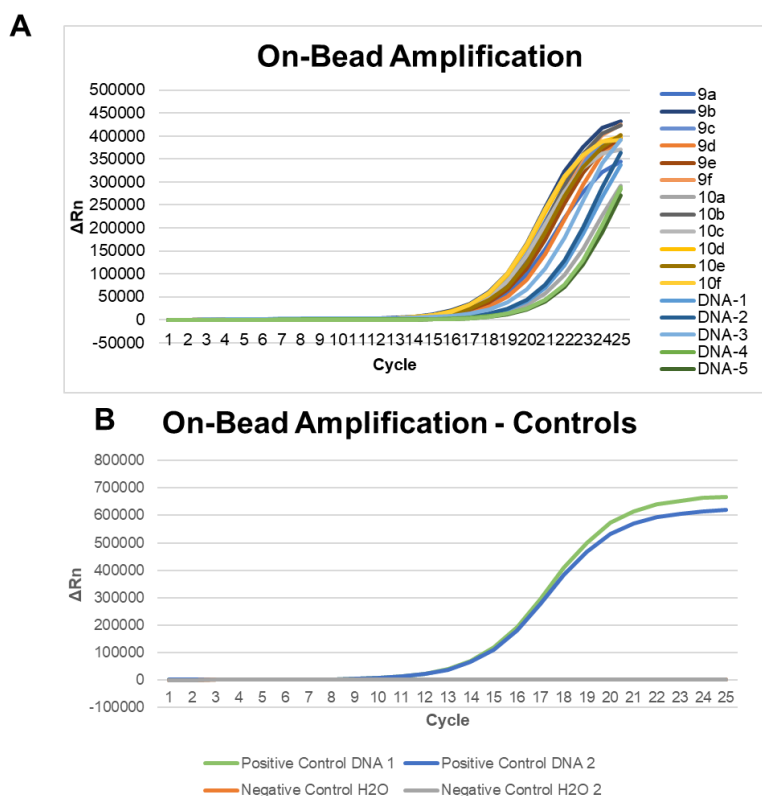 A
On-Bead Amplification
500000
450000
400000
350000
300000
250000
200000
150000
100000
50000
0
-50000
ΔRn
1 2 3 4 5 6 7 8 9 10 11 12 13 14 15 16 17 18 19 20 21 22 23 24 25
Cycle
9a
9b
9c
9d
9e
9f
10a
10b
10c
10d
10e
10f
DNA-1
DNA-2
DNA-3
DNA-4
DNA-5
B On-Bead Amplification - Controls
800000
700000
600000
500000
400000
300000
200000
100000
0
-100000
ΔRn
1 2 3 4 5 6 7 8 9 10 11 12 13 14 15 16 17 18 19 20 21 22 23 24 25
Cycle
Positive Control DNA 1 Positive Control DNA 2
Negative Control H2O Negative Control H2O 2